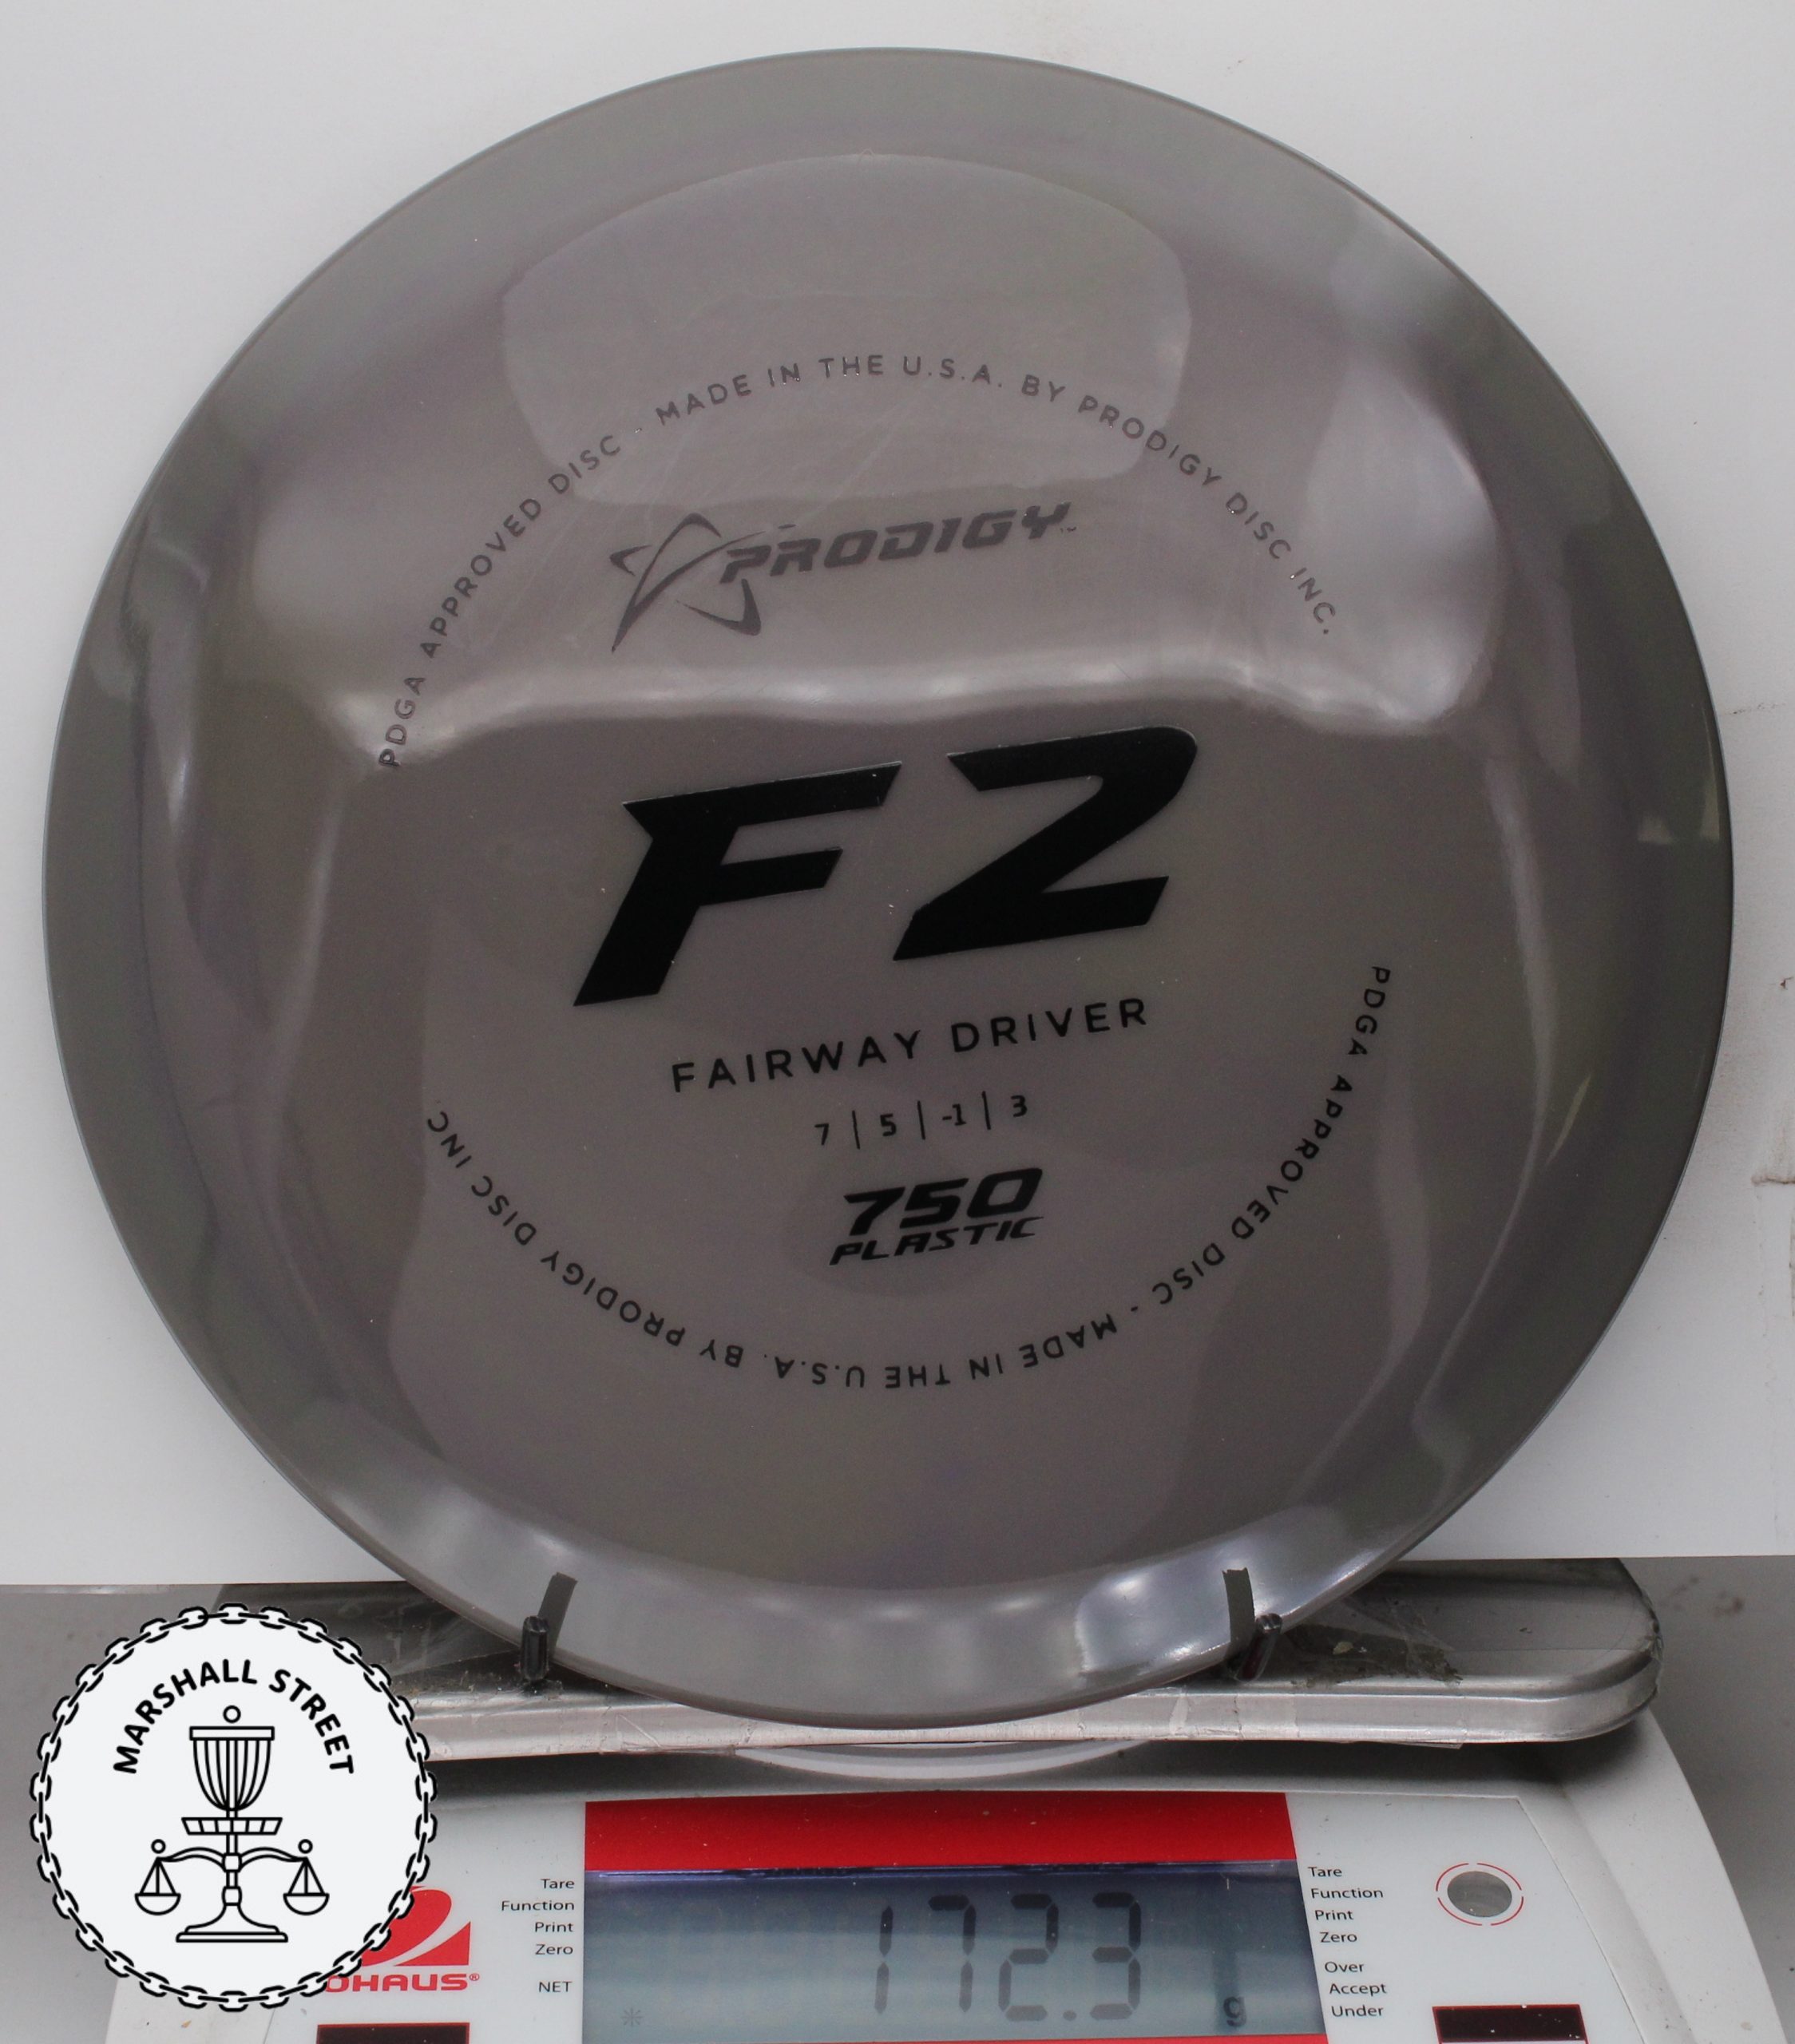 PDGA APPROVED DISC - MADE IN THE U.S.A. BY PRODIGY DISC INC.
PRODIGY™
F2
FAIRWAY DRIVER
7 | 5 | -1 | 3
750
PLASTIC
PDGA APPROVED DISC - MADE IN THE U.S.A. BY PRODIGY DISC INC
MARSHALL STREET
OHAUS®
Tare
Function
Print
Zero
NET
172.3 g
Tare
Function
Print
Zero
Over
Accept
Under